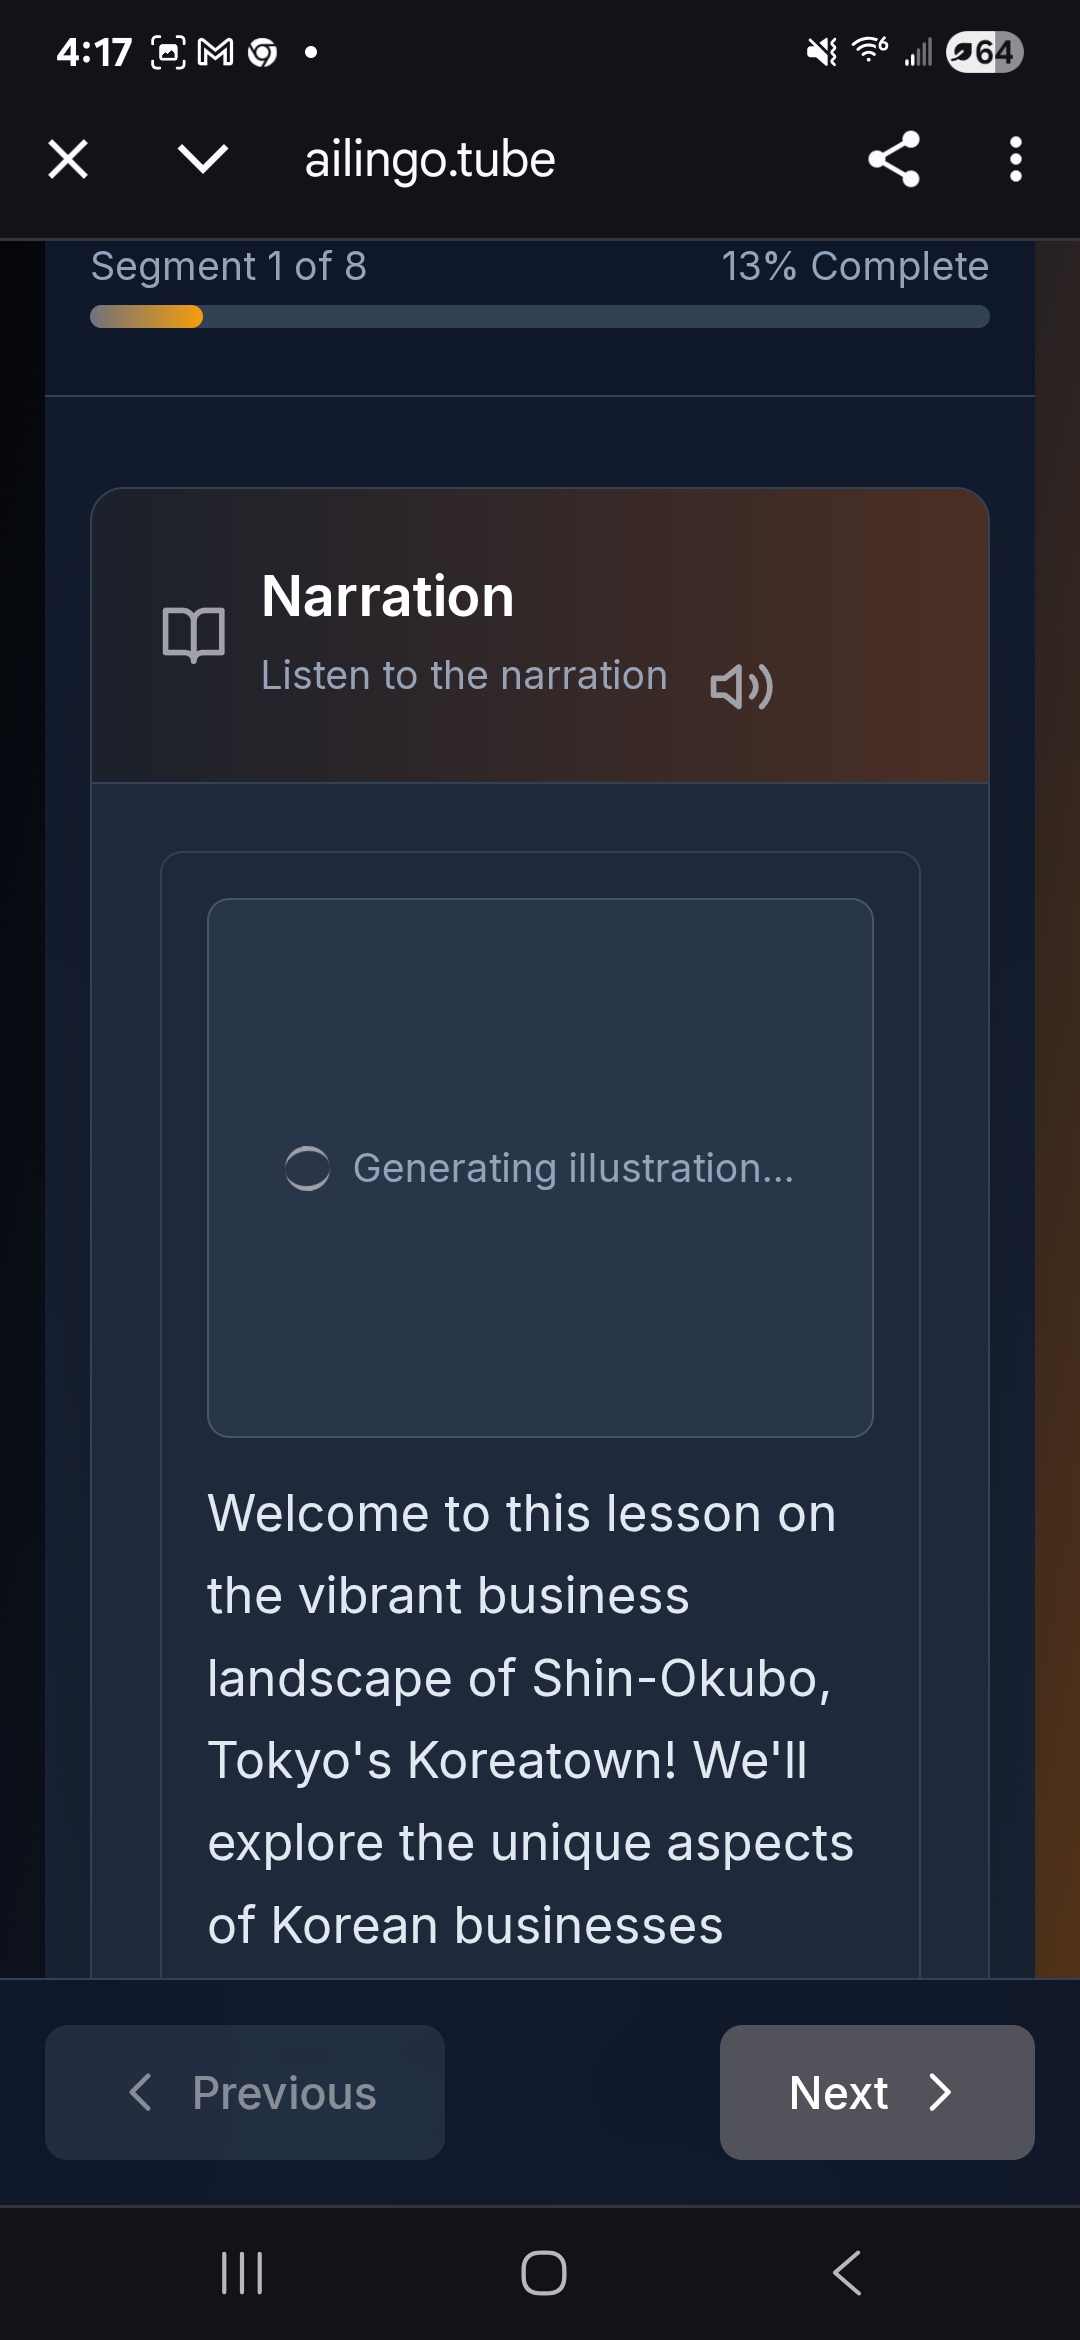 4:17
6
64
ailingo.tube
Segment 1 of 8
13% Complete
Narration
Listen to the narration
Generating illustration...
Welcome to this lesson on
the vibrant business
landscape of Shin-Okubo,
Tokyo's Koreatown! We'll
explore the unique aspects
of Korean businesses
Previous
Next